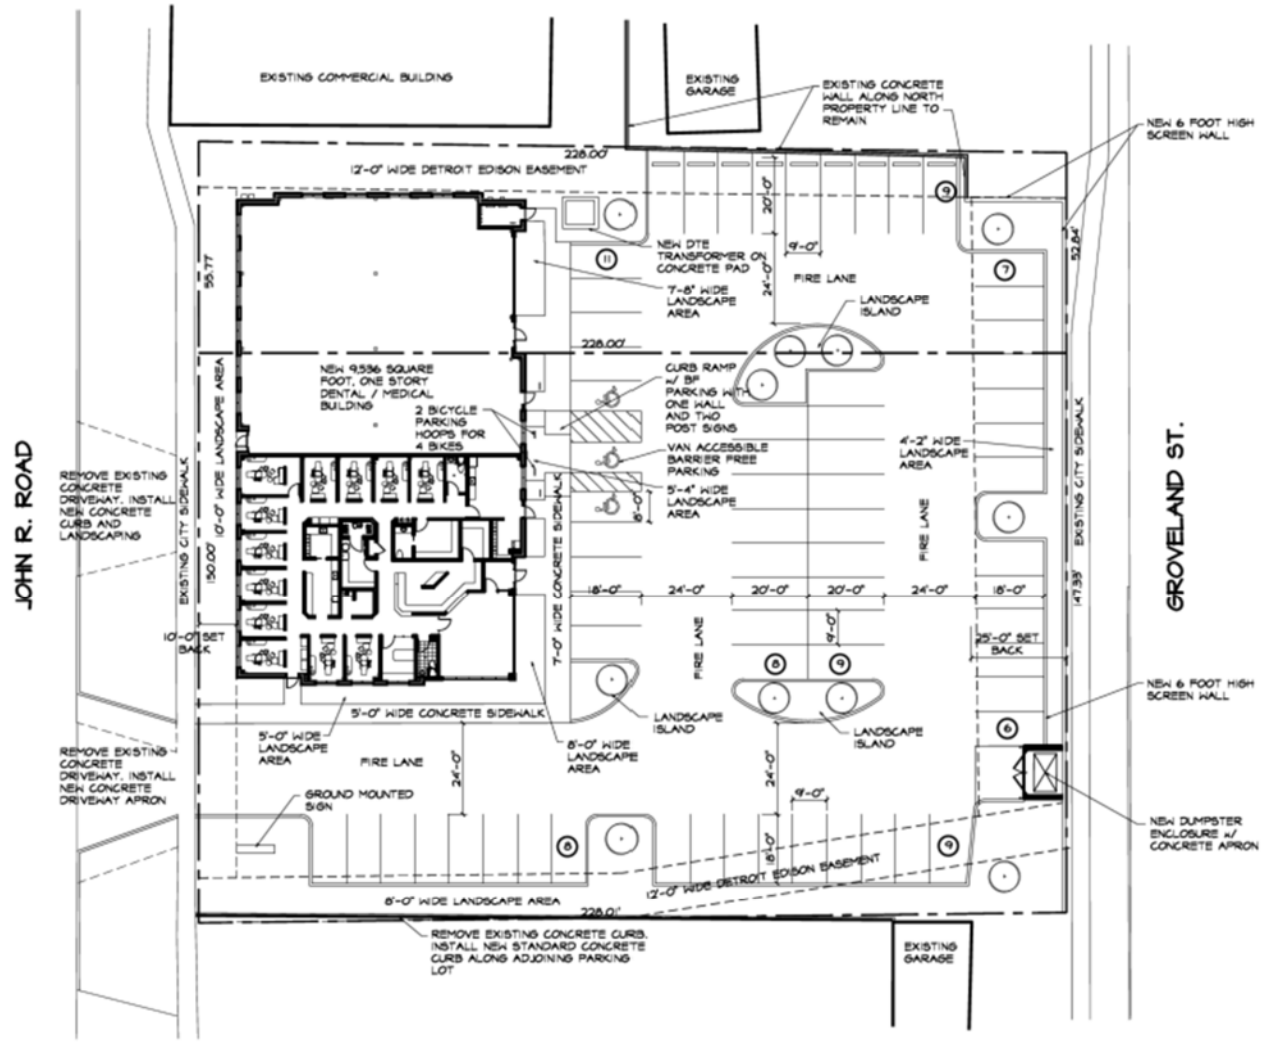 EXISTING COMMERCIAL BUILDING
EXISTING
GARAGE
EXISTING CONCRETE
WALL ALONG NORTH
PROPERTY LINE TO
REMAIN
NEW 6 FOOT HIGH
SCREEN WALL
228.00'
12'-0" WIDE DETROIT EDISON EASEMENT
9
20'-0"
9'-0"
24'-0"
FIRE LANE
NEW DTE
TRANSFORMER ON
CONCRETE PAD
11
7
52.84'
55.77
7'-8" WIDE
LANDSCAPE
AREA
LANDSCAPE
ISLAND
228.00'
NEW 9,536 SQUARE
FOOT, ONE STORY
DENTAL / MEDICAL
BUILDING
CURB RAMP
W/ BF
PARKING WITH
ONE WALL
AND TWO
POST SIGNS
2 BICYCLE
PARKING
HOOPS FOR
4 BIKES
VAN ACCESSIBLE
BARRIER FREE
PARKING
4'-2" WIDE
LANDSCAPE
AREA
5'-4" WIDE
LANDSCAPE
AREA
8'-0"
JOHN R. ROAD
REMOVE EXISTING
CONCRETE
DRIVEWAY. INSTALL
NEW CONCRETE
CURB AND
LANDSCAPING
EXISTING CITY SIDEWALK
10'-0" WIDE LANDSCAPE AREA
150.00'
7'-0" WIDE CONCRETE SIDEWALK
FIRE LANE
EXISTING CITY SIDEWALK
GROVELAND ST.
18'-0"
24'-0"
20'-0"
20'-0"
24'-0"
18'-0"
147.33'
9'-0"
10'-0" SET
BACK
25'-0" SET
BACK
FIRE LANE
8
9
NEW 6 FOOT HIGH
SCREEN WALL
5'-0" WIDE CONCRETE SIDEWALK
LANDSCAPE
ISLAND
LANDSCAPE
ISLAND
6
5'-0" WIDE
LANDSCAPE
AREA
8'-0" WIDE
LANDSCAPE
AREA
REMOVE EXISTING
CONCRETE
DRIVEWAY. INSTALL
NEW CONCRETE
DRIVEWAY APRON
FIRE LANE
24'-0"
24'-0"
GROUND MOUNTED
SIGN
9'-0"
NEW DUMPSTER
ENCLOSURE W/
CONCRETE APRON
8
9
18'-0"
12'-0" WIDE DETROIT EDISON EASEMENT
8'-0" WIDE LANDSCAPE AREA
228.01'
REMOVE EXISTING CONCRETE CURB.
INSTALL NEW STANDARD CONCRETE
CURB ALONG ADJOINING PARKING
LOT
EXISTING
GARAGE